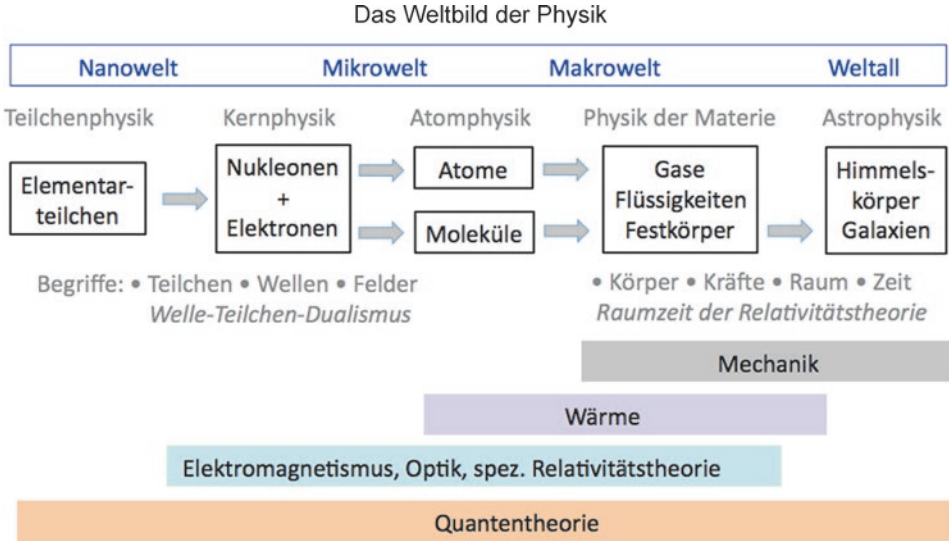 Das Weltbild der Physik
Nanowelt Mikrowelt Makrowelt Weltall
Teilchenphysik Kernphysik Atomphysik Physik der Materie Astrophysik
Elementar-
teilchen
Nukleonen
+
Elektronen
Atome
Moleküle
Gase
Flüssigkeiten
Festkörper
Himmels-
körper
Galaxien
Begriffe: • Teilchen • Wellen • Felder
Welle-Teilchen-Dualismus
• Körper • Kräfte • Raum • Zeit
Raumzeit der Relativitätstheorie
Mechanik
Wärme
Elektromagnetismus, Optik, spez. Relativitätstheorie
Quantentheorie